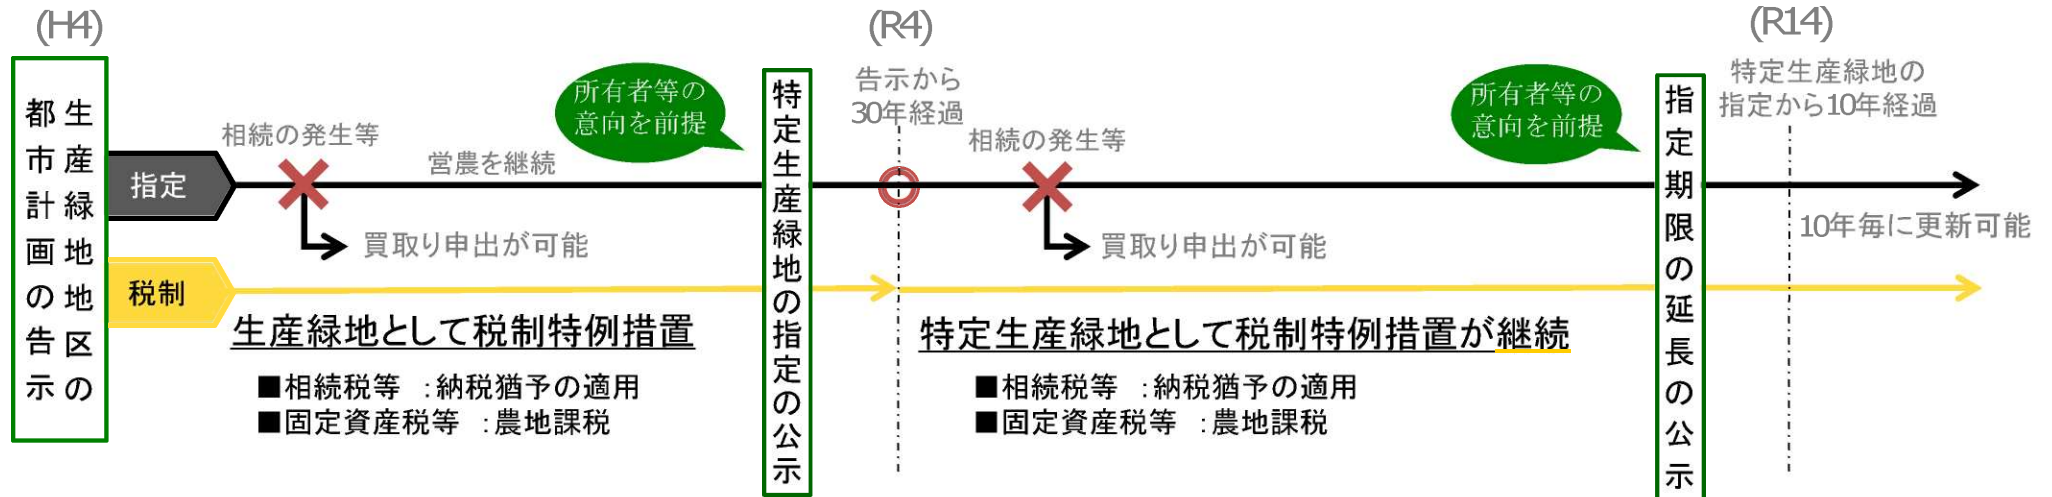 (H4)
(R4)
(R14)
生産緑地地区の
都市計画の告示
指定
税制
相続の発生等
営農を継続
買取り申出が可能
所有者等の
意向を前提
特定生産緑地の指定の公示
告示から
30年経過
相続の発生等
買取り申出が可能
所有者等の
意向を前提
指定期限の延長の公示
特定生産緑地の
指定から10年経過
10年毎に更新可能
生産緑地として税制特例措置
■相続税等　:納税猶予の適用
■固定資産税等　:農地課税
特定生産緑地として税制特例措置が継続
■相続税等　:納税猶予の適用
■固定資産税等　:農地課税